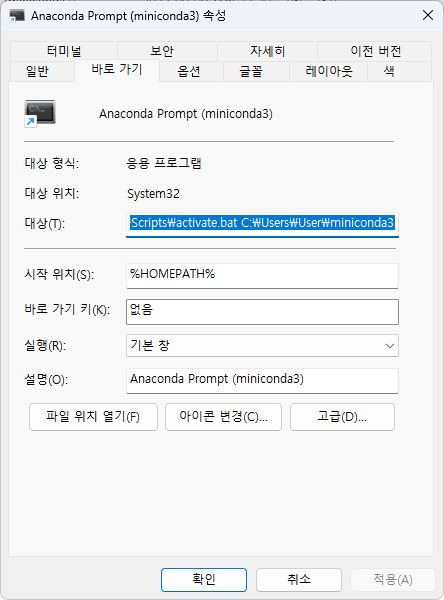 Anaconda Prompt (miniconda3) 속성
터미널 보안 자세히 이전 버전
일반 바로 가기 옵션 글꼴 레이아웃 색
Anaconda Prompt (miniconda3)
대상 형식: 응용 프로그램
대상 위치: System32
대상(T): Scripts₩activate.bat C:₩Users₩User₩miniconda3
시작 위치(S): %HOMEPATH%
바로 가기 키(K): 없음
실행(R): 기본 창
설명(O): Anaconda Prompt (miniconda3)
파일 위치 열기(F) 아이콘 변경(C)... 고급(D)...
확인 취소 적용(A)